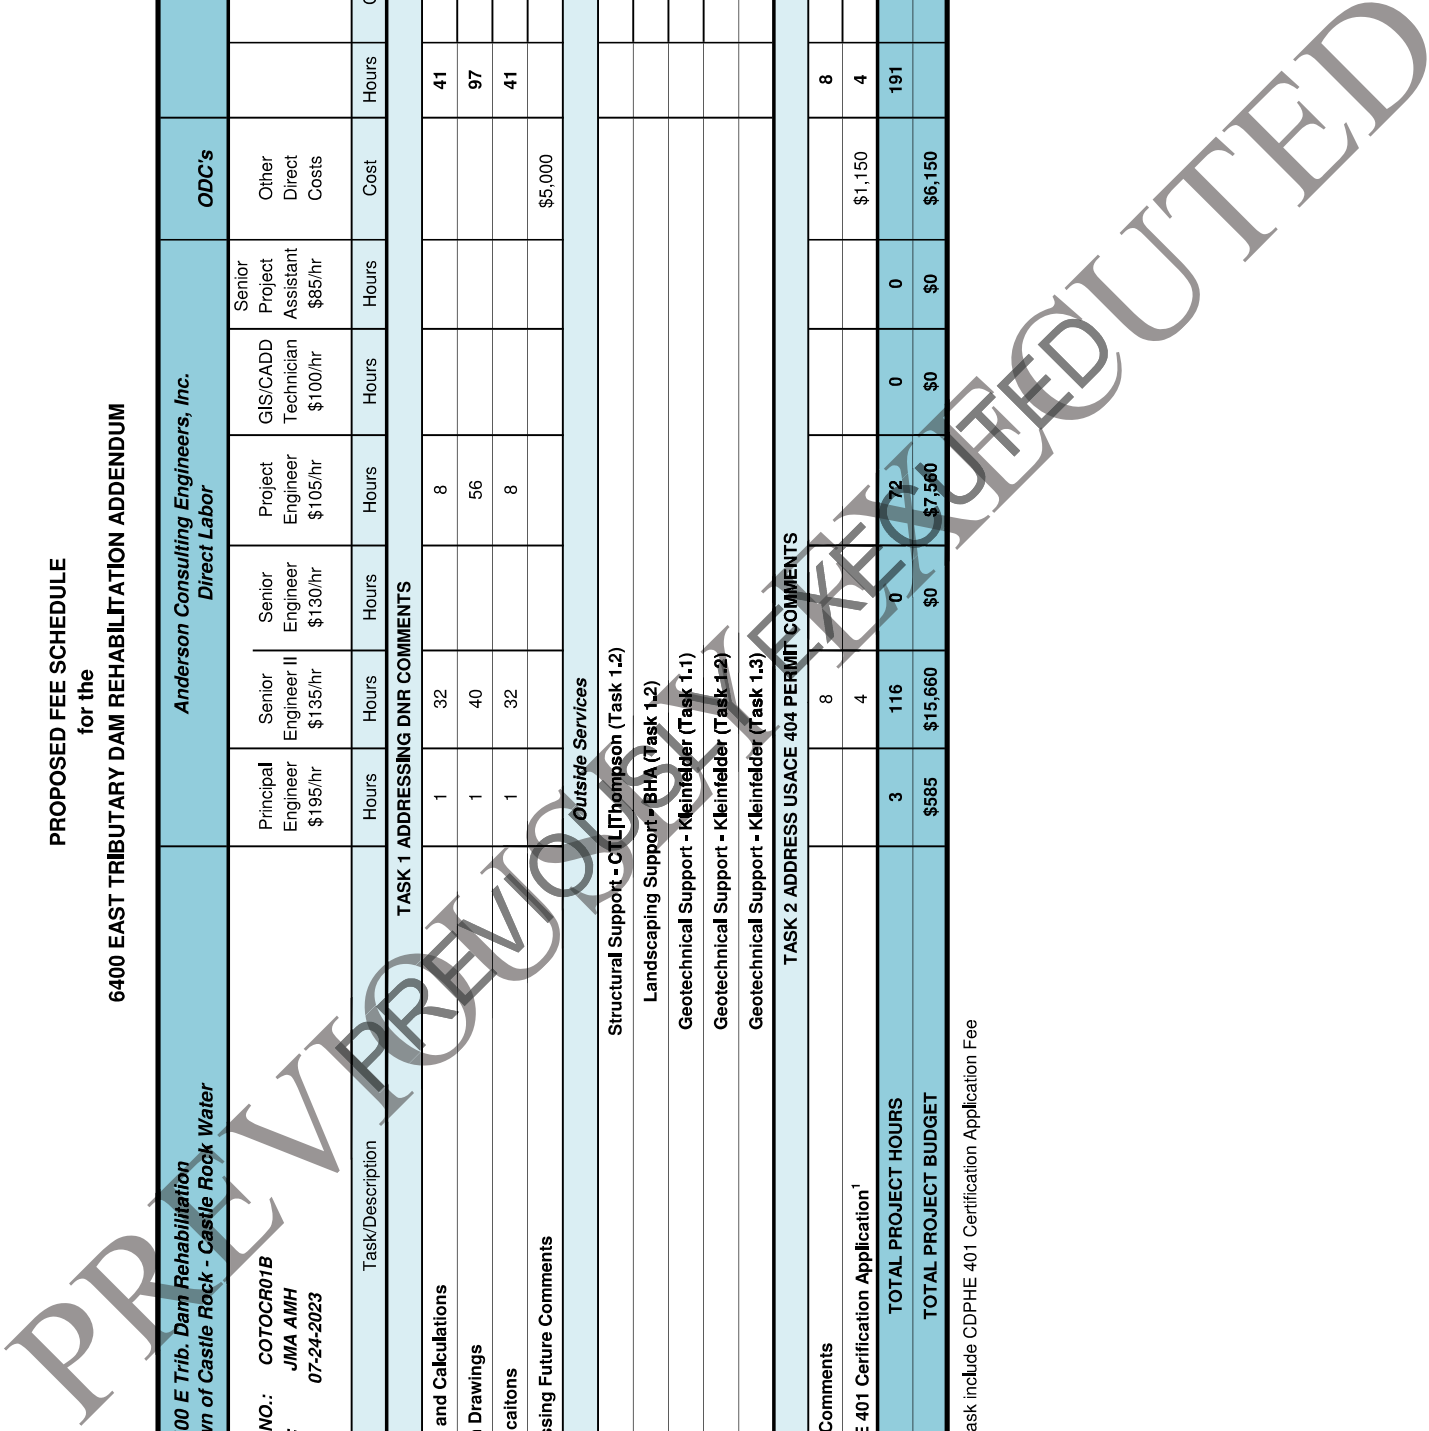 PROPOSED FEE SCHEDULE
for the
6400 EAST TRIBUTARY DAM REHABILITATION ADDENDUM
00 E Trib. Dam Rehabilitation
wn of Castle Rock - Castle Rock Water
Anderson Consulting Engineers, Inc.
Direct Labor
ODC's
NO.: COTOCR01B
JMA AMH
07-24-2023
Principal Engineer $195/hr
Senior Engineer II $135/hr
Senior Engineer $130/hr
Project Engineer $105/hr
GIS/CADD Technician $100/hr
Senior Project Assistant $85/hr
Other Direct Costs
Task/Description Hours Hours Hours Hours Hours Hours Cost Hours
TASK 1 ADDRESSING DNR COMMENTS
and Calculations 1 32 8 41
Drawings 1 40 56 97
caitons 1 32 8 41
ssing Future Comments $5,000
Outside Services
Structural Support - CTL|Thompson (Task 1.2)
Landscaping Support - BHA (Task 1.2)
Geotechnical Support - Kleinfelder (Task 1.1)
Geotechnical Support - Kleinfelder (Task 1.2)
Geotechnical Support - Kleinfelder (Task 1.3)
TASK 2 ADDRESS USACE 404 PERMIT COMMENTS
Comments 8 8
E 401 Cerification Application¹ 4 $1,150 4
TOTAL PROJECT HOURS 3 116 0 72 0 0 191
TOTAL PROJECT BUDGET $585 $15,660 $0 $7,560 $0 $0 $6,150
ask include CDPHE 401 Certification Application Fee
PREVIOUSLY EXECUTED
PREVIOUSLY EXECUTED